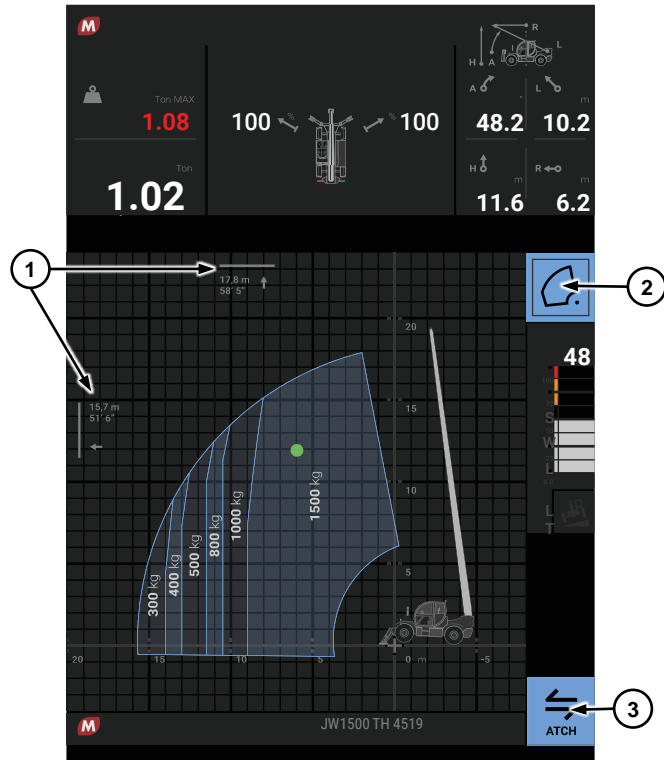 M
R
L
H A
Ton MAX
1.08
100 %
% 100
A
°
48.2
L
m
10.2
Ton
1.02
H
m
11.6
R
m
6.2
1
17,8 m
58' 5"
2
20
48
15,7 m
51' 6"
15
S
W
L
10
300 kg
400 kg
500 kg
800 kg
1000 kg
1500 kg
L
T
5
20
15
10
5
0 m
-5
M
JW1500 TH 4519
ATCH
3